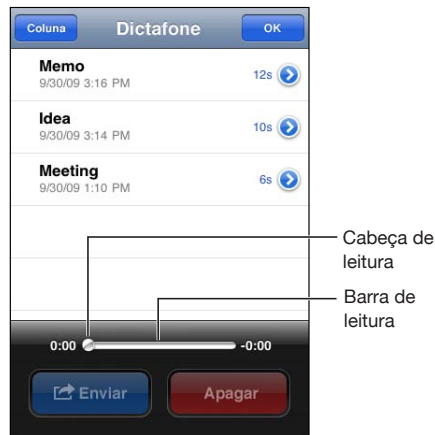 Coluna Dictafone OK
Memo
9/30/09 3:16 PM 12s
Idea
9/30/09 3:14 PM 10s
Meeting
9/30/09 1:10 PM 6s
Cabeça de
leitura
Barra de
leitura
0:00 -0:00
Enviar Apagar